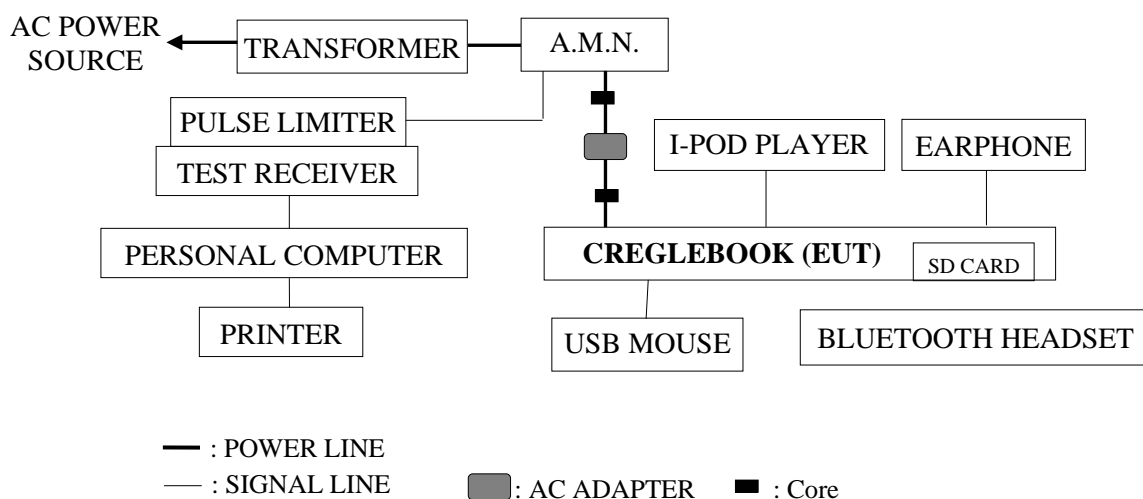 AC POWER
SOURCE
TRANSFORMER
A.M.N.
PULSE LIMITER
TEST RECEIVER
PERSONAL COMPUTER
PRINTER
I-POD PLAYER
EARPHONE
CREGLEBOOK (EUT)
SD CARD
USB MOUSE
BLUETOOTH HEADSET
: POWER LINE
: SIGNAL LINE
: AC ADAPTER
: Core